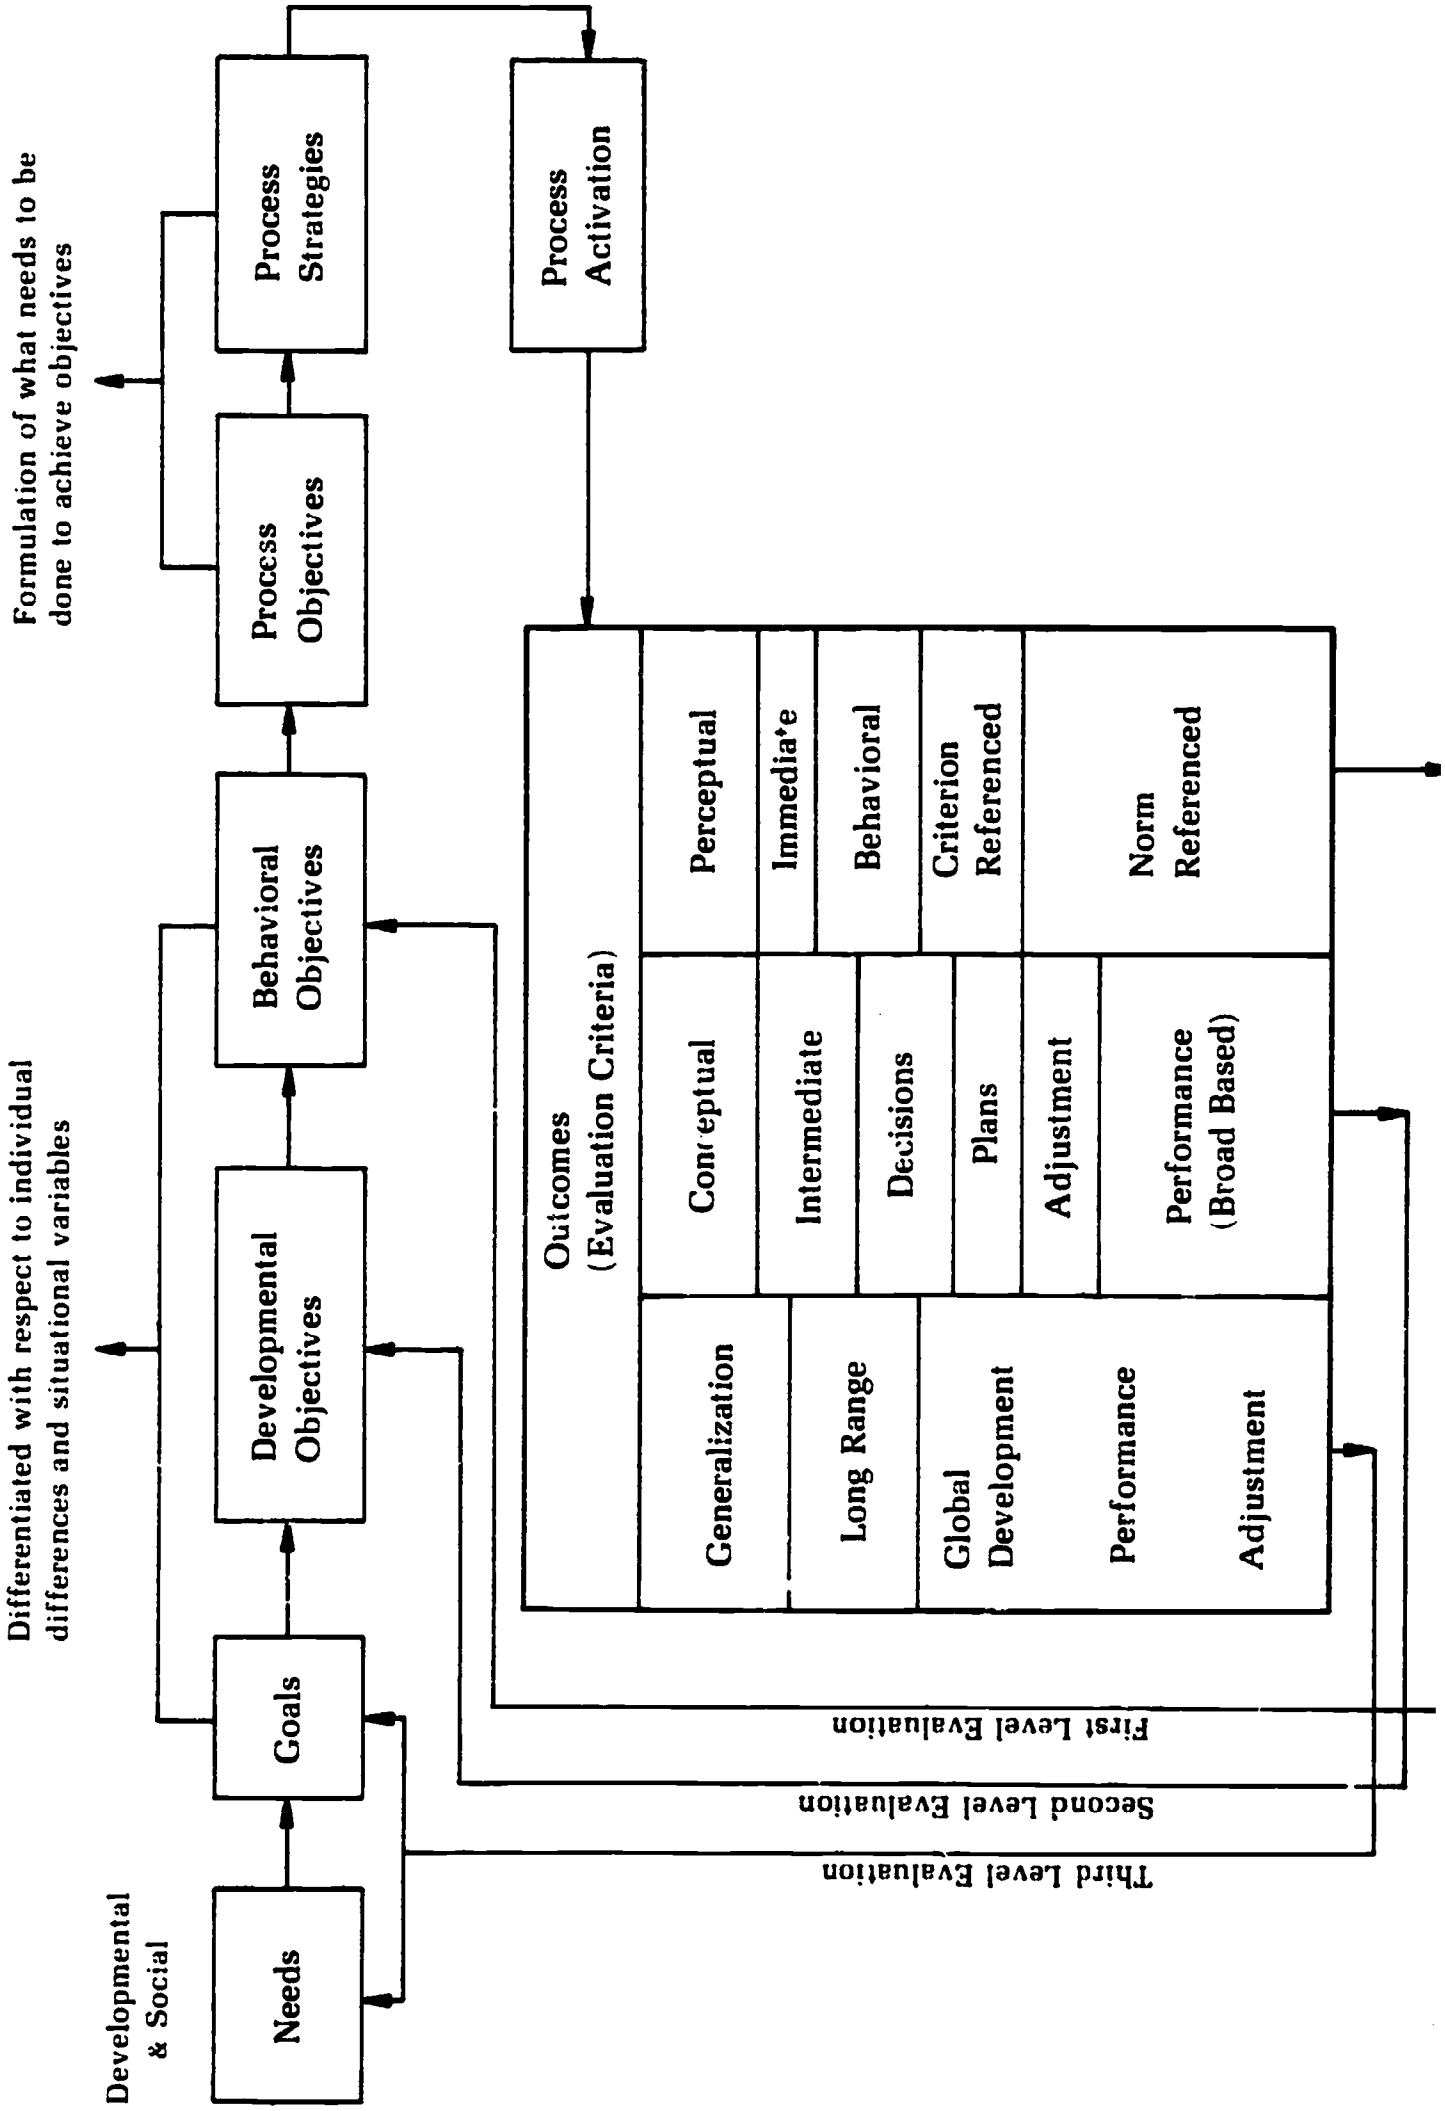 Developmental
& Social
Differentiated with respect to individual
differences and situational variables
Formulation of what needs to be
done to achieve objectives
Needs
Goals
Developmental
Objectives
Behavioral
Objectives
Process
Objectives
Process
Strategies
Process
Activation
Outcomes
(Evaluation Criteria)
Generalization
Long Range
Global
Development
Performance
Adjustment
Conceptual
Intermediate
Decisions
Plans
Adjustment
Performance
(Broad Based)
Perceptual
Immediate
Behavioral
Criterion
Referenced
Norm
Referenced
Third Level Evaluation
Second Level Evaluation
First Level Evaluation